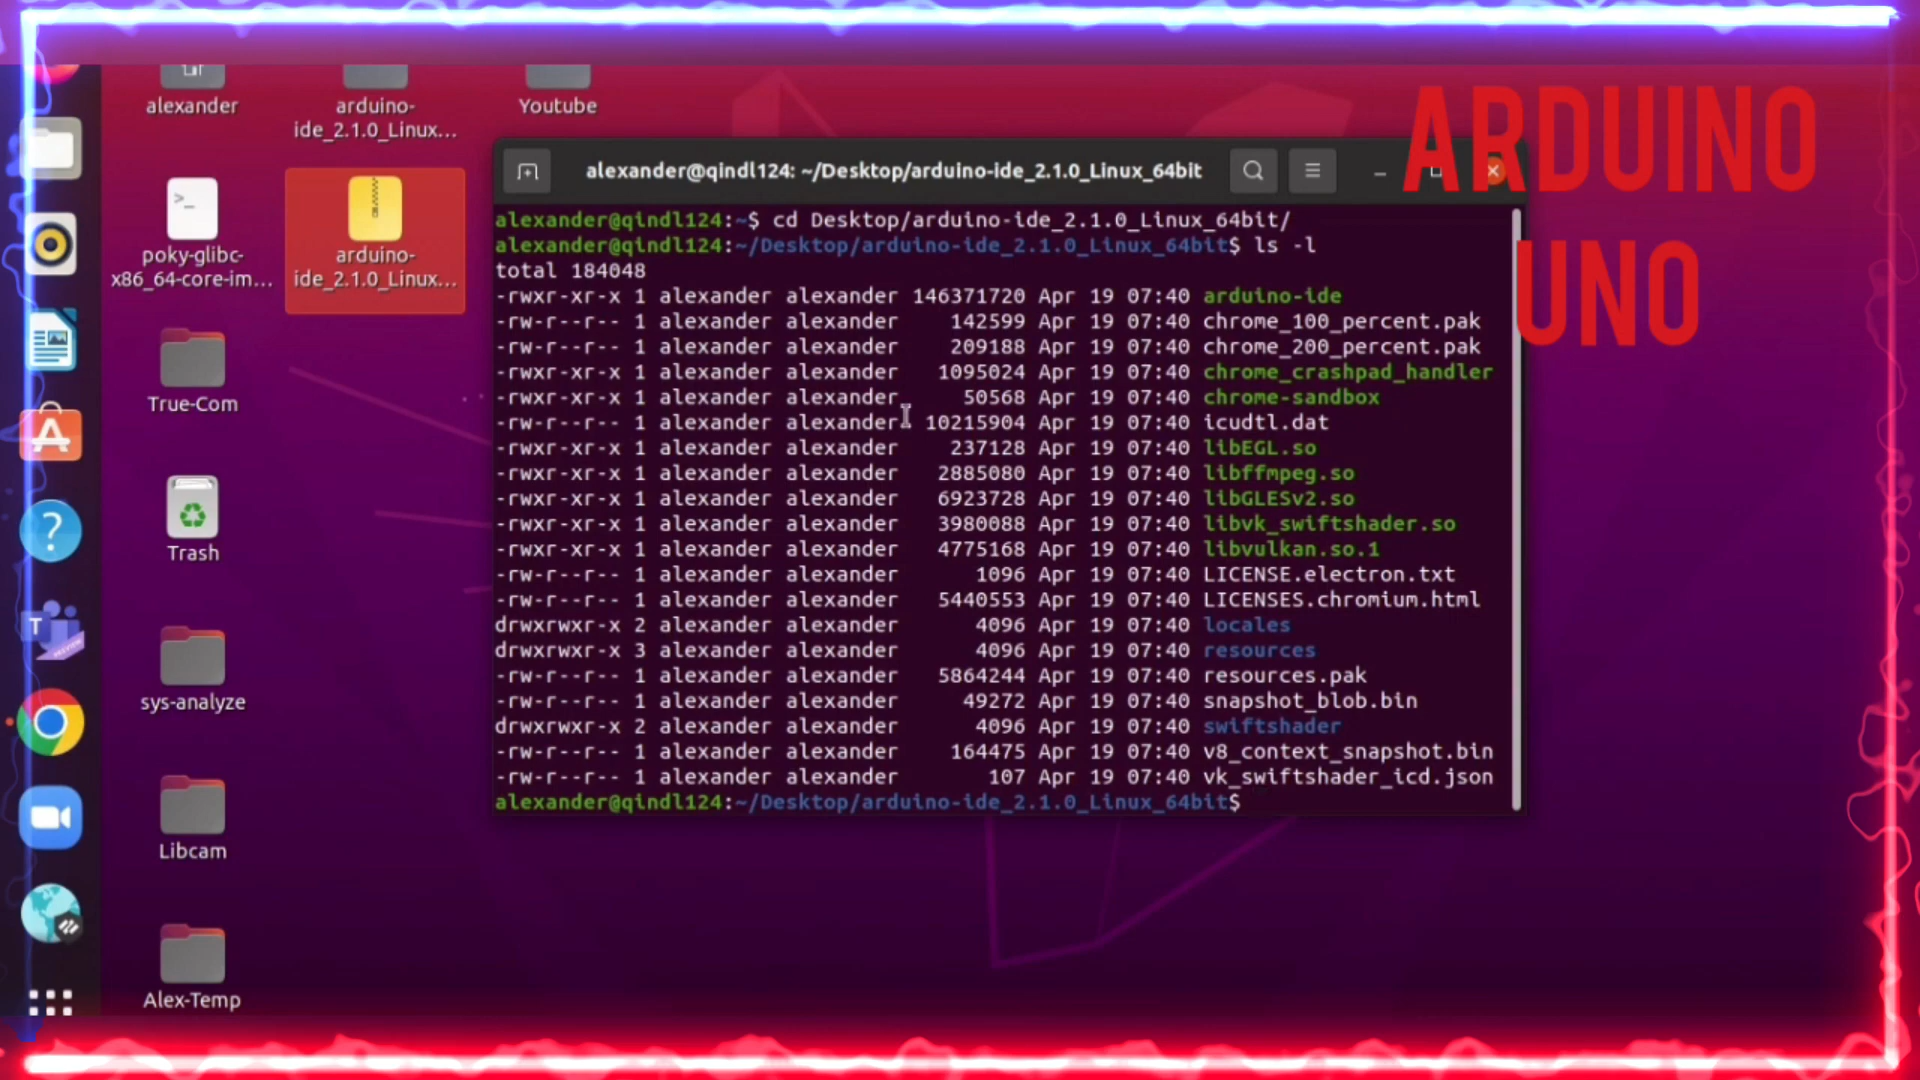 alexander
arduino-
ide_2.1.0_Linux...
Youtube
poky-glibc-
x86_64-core-im...
arduino-
ide_2.1.0_Linux...
True-Com
Trash
sys-analyze
Libcam
Alex-Temp
T
PREVIEW
alexander@qindl124: ~/Desktop/arduino-ide_2.1.0_Linux_64bit
alexander@qindl124:~$ cd Desktop/arduino-ide_2.1.0_Linux_64bit/
alexander@qindl124:~/Desktop/arduino-ide_2.1.0_Linux_64bit$ ls -l
total 184048
-rwxr-xr-x 1 alexander alexander 146371720 Apr 19 07:40 arduino-ide
-rw-r--r-- 1 alexander alexander 142599 Apr 19 07:40 chrome_100_percent.pak
-rw-r--r-- 1 alexander alexander 209188 Apr 19 07:40 chrome_200_percent.pak
-rwxr-xr-x 1 alexander alexander 1095024 Apr 19 07:40 chrome_crashpad_handler
-rwxr-xr-x 1 alexander alexander 50568 Apr 19 07:40 chrome-sandbox
-rw-r--r-- 1 alexander alexander 10215904 Apr 19 07:40 icudtl.dat
-rwxr-xr-x 1 alexander alexander 237128 Apr 19 07:40 libEGL.so
-rwxr-xr-x 1 alexander alexander 2885080 Apr 19 07:40 libffmpeg.so
-rwxr-xr-x 1 alexander alexander 6923728 Apr 19 07:40 libGLESv2.so
-rwxr-xr-x 1 alexander alexander 3980088 Apr 19 07:40 libvk_swiftshader.so
-rwxr-xr-x 1 alexander alexander 4775168 Apr 19 07:40 libvulkan.so.1
-rw-r--r-- 1 alexander alexander 1096 Apr 19 07:40 LICENSE.electron.txt
-rw-r--r-- 1 alexander alexander 5440553 Apr 19 07:40 LICENSES.chromium.html
drwxrwxr-x 2 alexander alexander 4096 Apr 19 07:40 locales
drwxrwxr-x 3 alexander alexander 4096 Apr 19 07:40 resources
-rw-r--r-- 1 alexander alexander 5864244 Apr 19 07:40 resources.pak
-rw-r--r-- 1 alexander alexander 49272 Apr 19 07:40 snapshot_blob.bin
drwxrwxr-x 2 alexander alexander 4096 Apr 19 07:40 swiftshader
-rw-r--r-- 1 alexander alexander 164475 Apr 19 07:40 v8_context_snapshot.bin
-rw-r--r-- 1 alexander alexander 107 Apr 19 07:40 vk_swiftshader_icd.json
alexander@qindl124:~/Desktop/arduino-ide_2.1.0_Linux_64bit$
ARDUINO
UNO